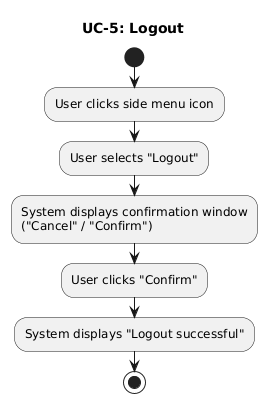 UC-5: Logout
User clicks side menu icon
User selects "Logout"
System displays confirmation window
("Cancel" / "Confirm")
User clicks "Confirm"
System displays "Logout successful"